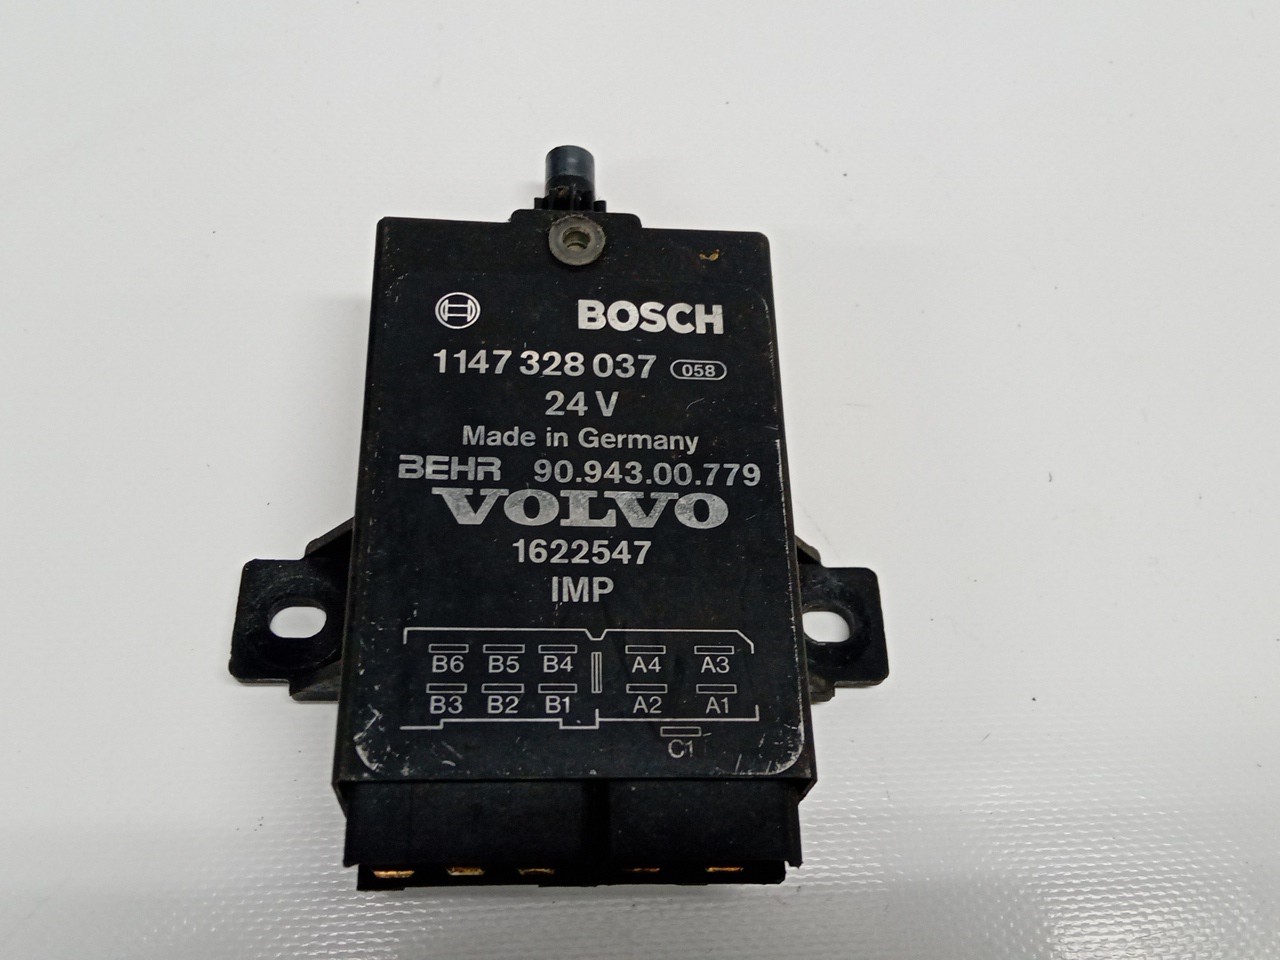 BOSCH
1147 328 037 058
24 V
Made in Germany
BEHR 90.943.00.779
VOLVO
1622547
IMP
B6 B5 B4 A4 A3
B3 B2 B1 A2 A1
C1